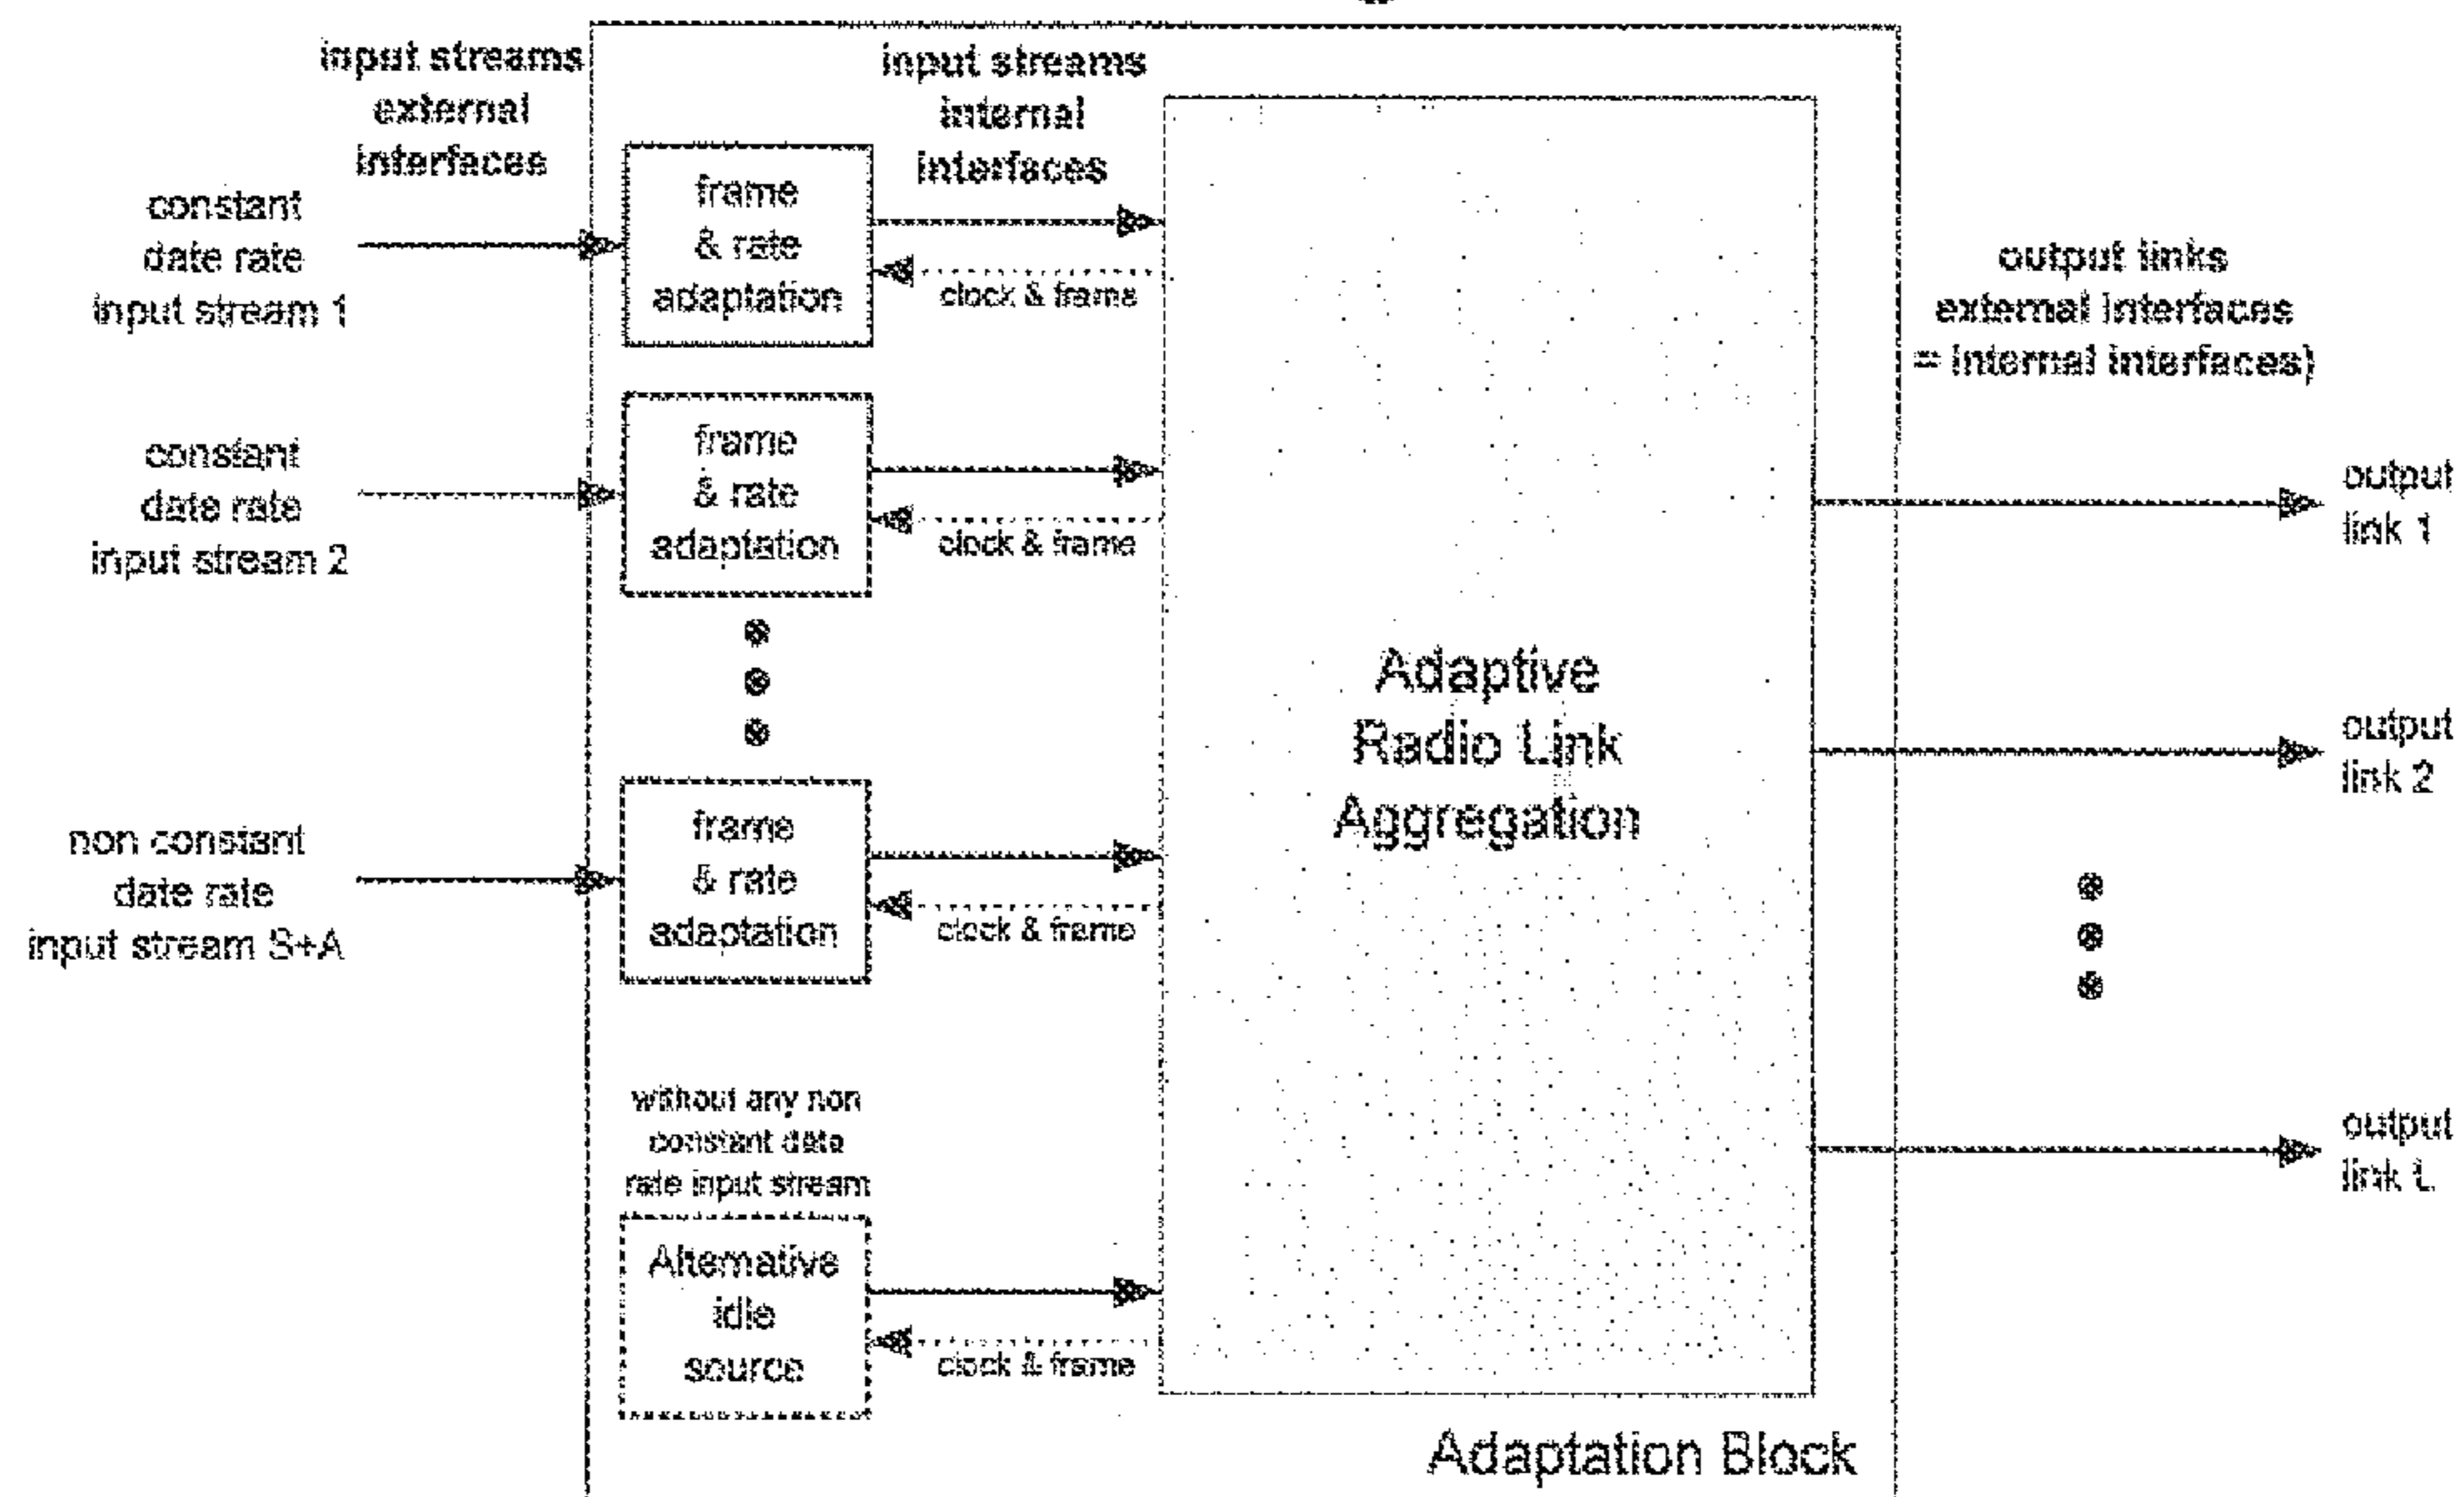 input streams
external
interfaces
input streams
internal
interfaces
constant
date rate
input stream 1
frame
& rate
adaptation
clock & frame
output links
external interfaces
= internal interfaces)
constant
date rate
input stream 2
frame
& rate
adaptation
clock & frame
output
link 1
Adaptive
Radio Link
Aggregation
output
link 2
non constant
date rate
input stream S+A
frame
& rate
adaptation
clock & frame
without any non
constant data
rate input stream
output
link L
Alternative
idle
source
clock & frame
Adaptation Block